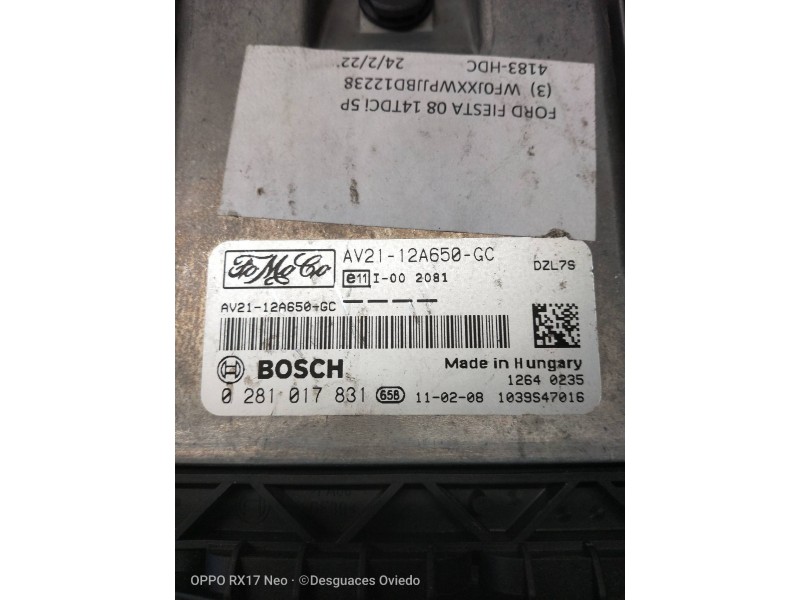 FORD FIESTA 08 14TDCi 5P
(3) WF0JXXWPJJBD12238
4183-HDC
24/2/22
FoMoCo
AV21-12A650-GC
DZL7S
e11 I-00 2081
AV21-12A650-GC
BOSCH
Made in Hungary
1264 0235
0 281 017 831 65B 11-02-08 1039S47016
OPPO RX17 Neo · ©Desguaces Oviedo